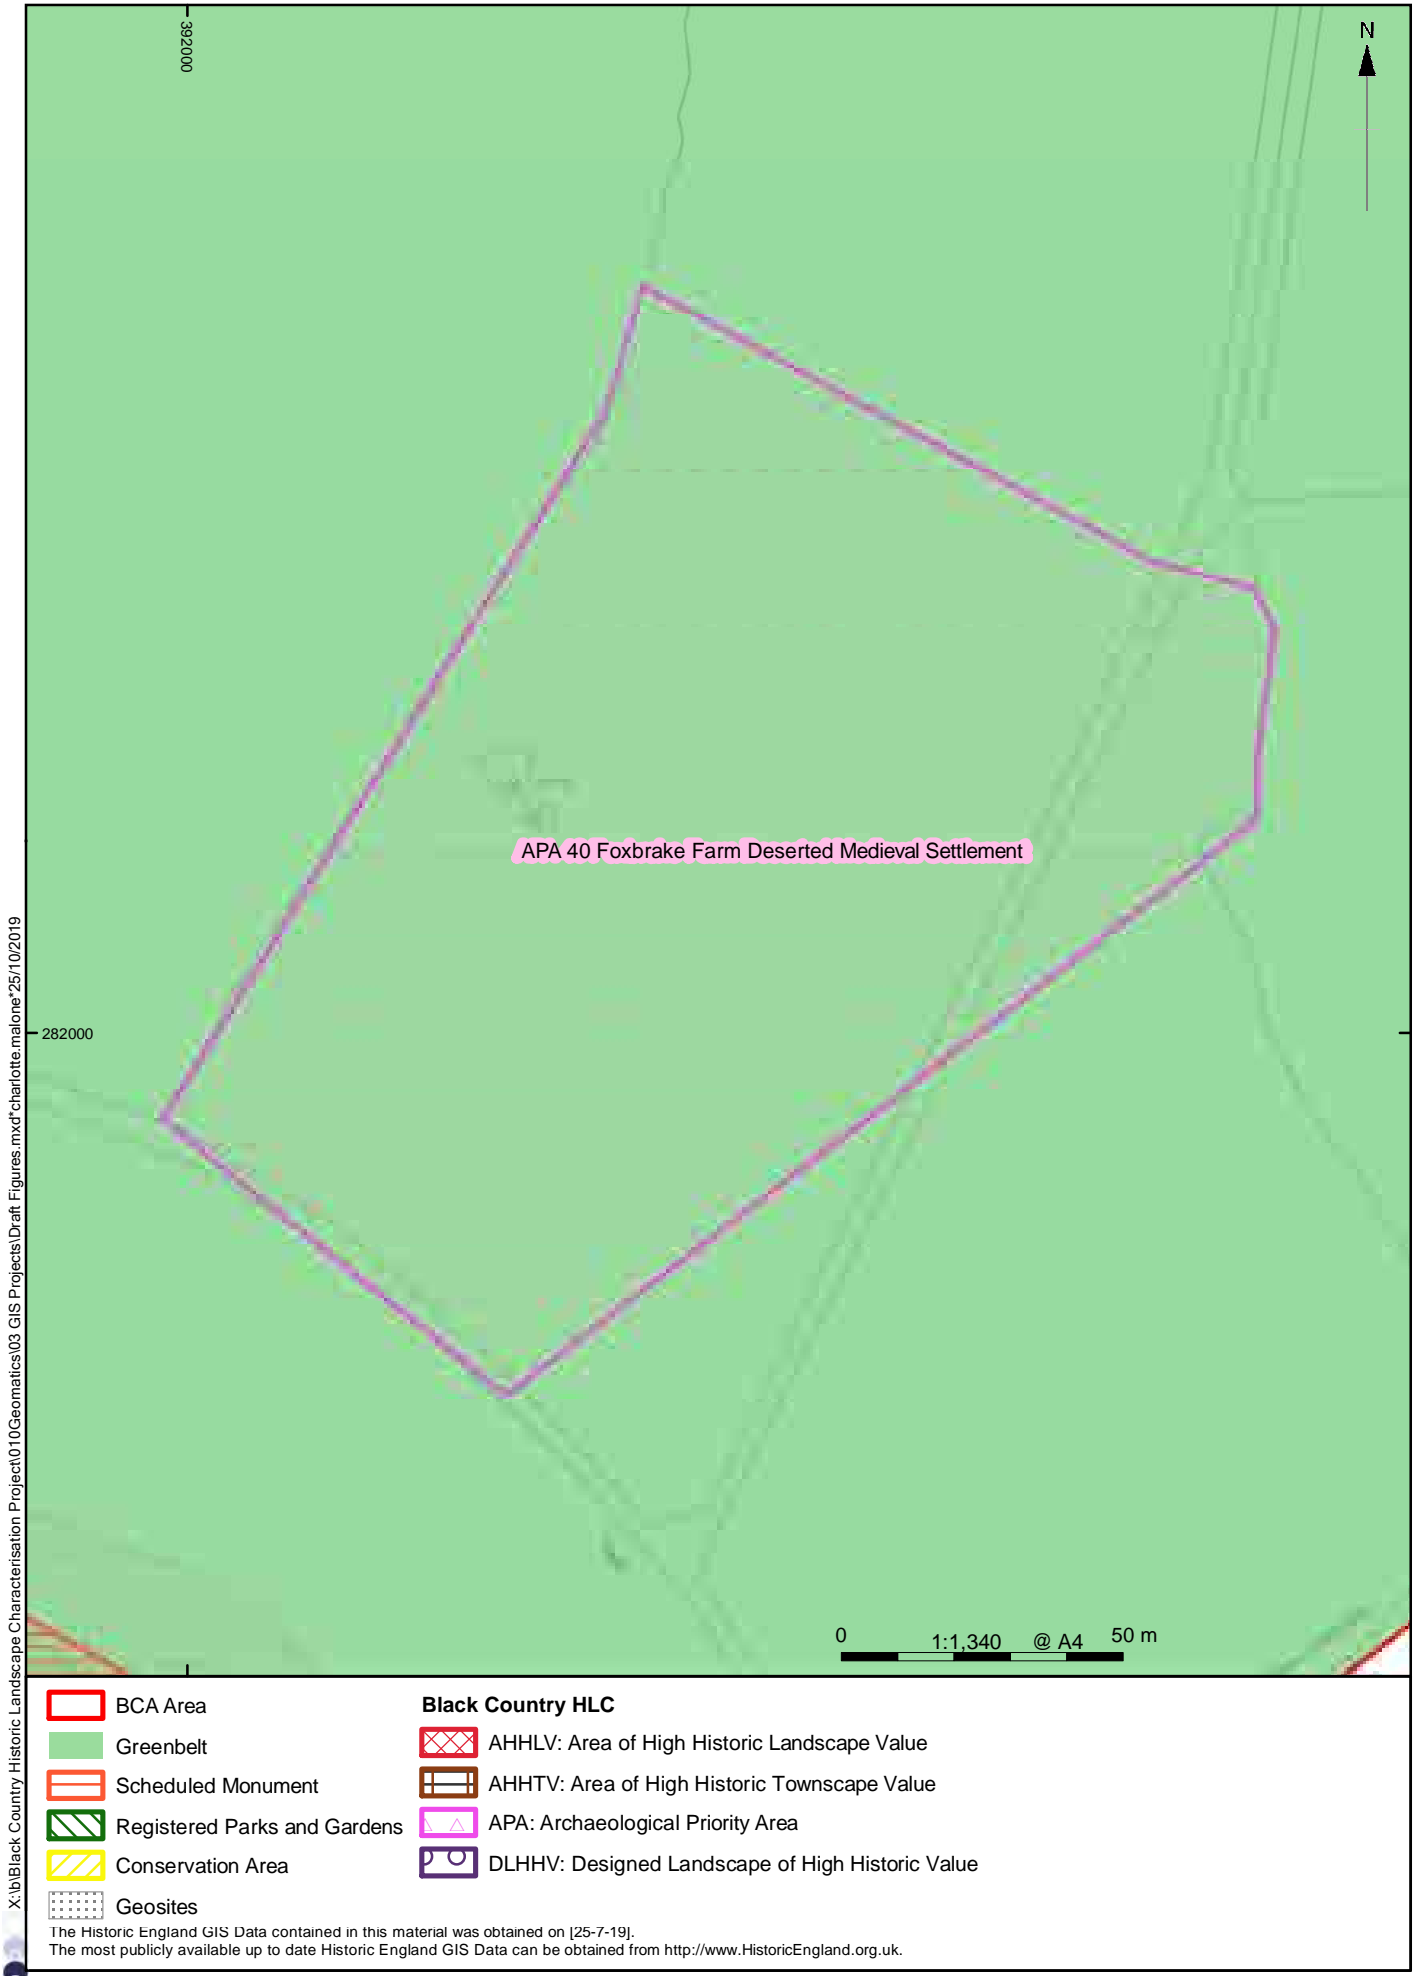 392000
N
APA 40 Foxbrake Farm Deserted Medieval Settlement
282000
X:\b\Black Country Historic Landscape Characterisation Project\010Geomatics\03 GIS Projects\Draft Figures.mxd*charlotte.malone*25/10/2019
0 1:1,340 @ A4 50 m
BCA Area
Greenbelt
Scheduled Monument
Registered Parks and Gardens
Conservation Area
Geosites
Black Country HLC
AHHLV: Area of High Historic Landscape Value
AHHTV: Area of High Historic Townscape Value
APA: Archaeological Priority Area
DLHHV: Designed Landscape of High Historic Value
The Historic England GIS Data contained in this material was obtained on [25-7-19].
The most publicly available up to date Historic England GIS Data can be obtained from http://www.HistoricEngland.org.uk.